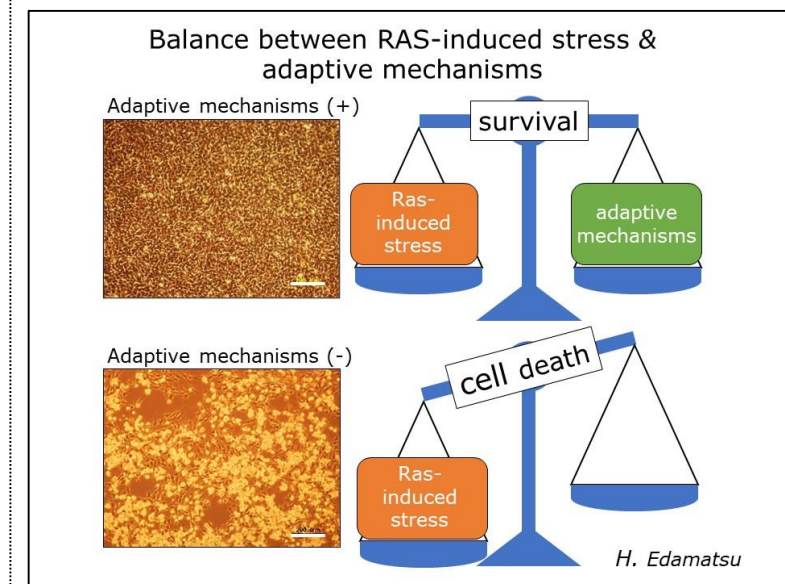 Balance between RAS-induced stress &
adaptive mechanisms
Adaptive mechanisms (+)
survival
Ras-
induced
stress
adaptive
mechanisms
Adaptive mechanisms (-)
cell death
Ras-
induced
stress
H. Edamatsu